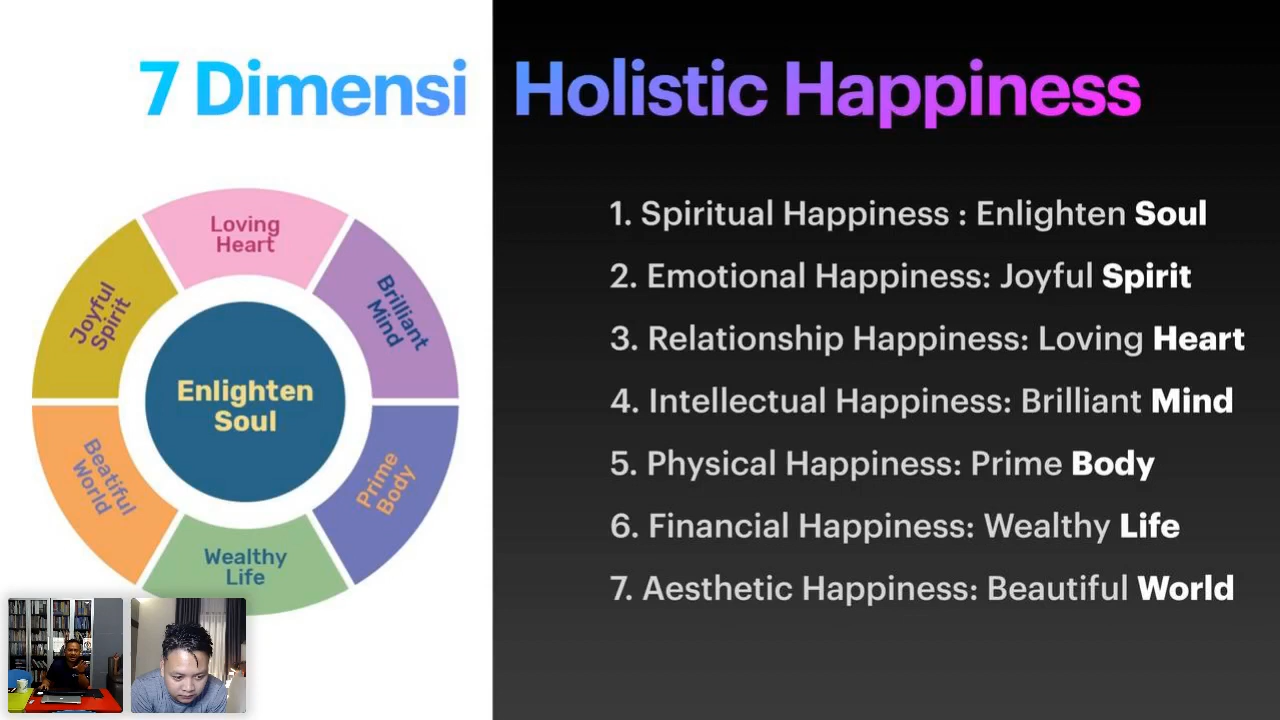 7 Dimensi Holistic Happiness
Loving
Heart
Brilliant
Mind
Prime
Body
Wealthy
Life
Beatiful
World
Joyful
Spirit
Enlighten
Soul
1. Spiritual Happiness : Enlighten Soul
2. Emotional Happiness: Joyful Spirit
3. Relationship Happiness: Loving Heart
4. Intellectual Happiness: Brilliant Mind
5. Physical Happiness: Prime Body
6. Financial Happiness: Wealthy Life
7. Aesthetic Happiness: Beautiful World